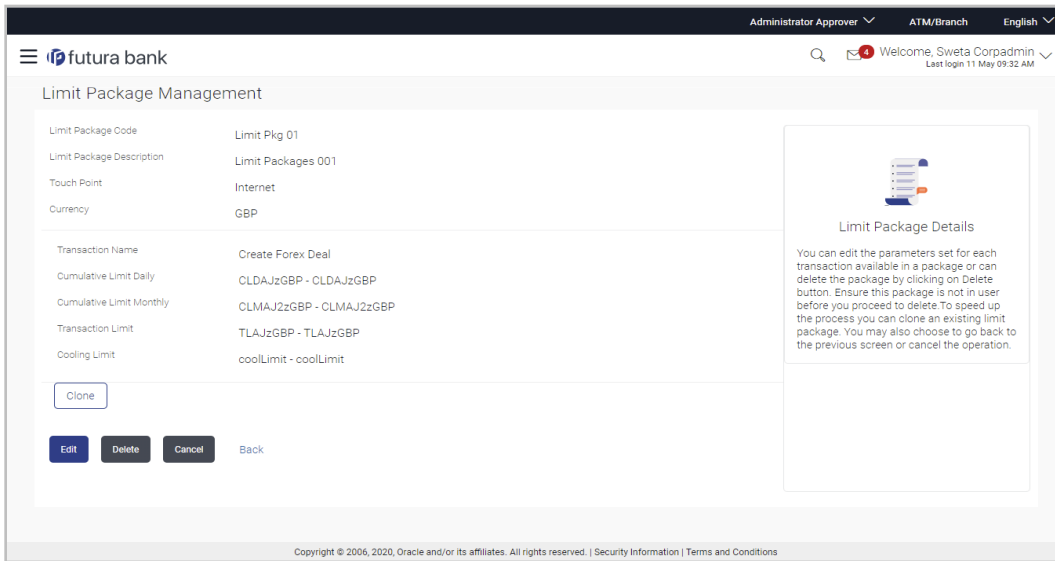 Administrator Approver ATM/Branch English
futura bank
4 Welcome, Sweta Corpadmin
Last login 11 May 09:32 AM
Limit Package Management
Limit Package Code Limit Pkg 01
Limit Package Description Limit Packages 001
Touch Point Internet
Currency GBP
Transaction Name Create Forex Deal
Cumulative Limit Daily CLDAJzGBP - CLDAJzGBP
Cumulative Limit Monthly CLMAJ2zGBP - CLMAJ2zGBP
Transaction Limit TLAJzGBP - TLAJzGBP
Cooling Limit coolLimit - coolLimit
Clone
Edit Delete Cancel Back
Limit Package Details
You can edit the parameters set for each
transaction available in a package or can
delete the package by clicking on Delete
button. Ensure this package is not in user
before you proceed to delete.To speed up
the process you can clone an existing limit
package. You may also choose to go back to
the previous screen or cancel the operation.
Copyright © 2006, 2020, Oracle and/or its affiliates. All rights reserved. | Security Information | Terms and Conditions